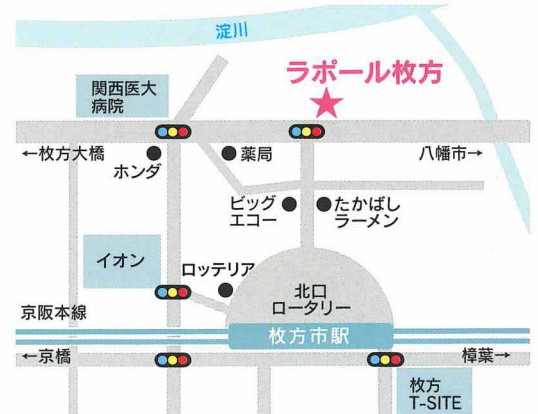 淀川
ラポール枚方
関西医大
病院
←枚方大橋
八幡市→
ホンダ
薬局
ビッグ
エコー
たかばし
ラーメン
イオン
ロッテリア
北口
ロータリー
京阪本線
枚方市駅
←京橋
樟葉→
枚方
T-SITE